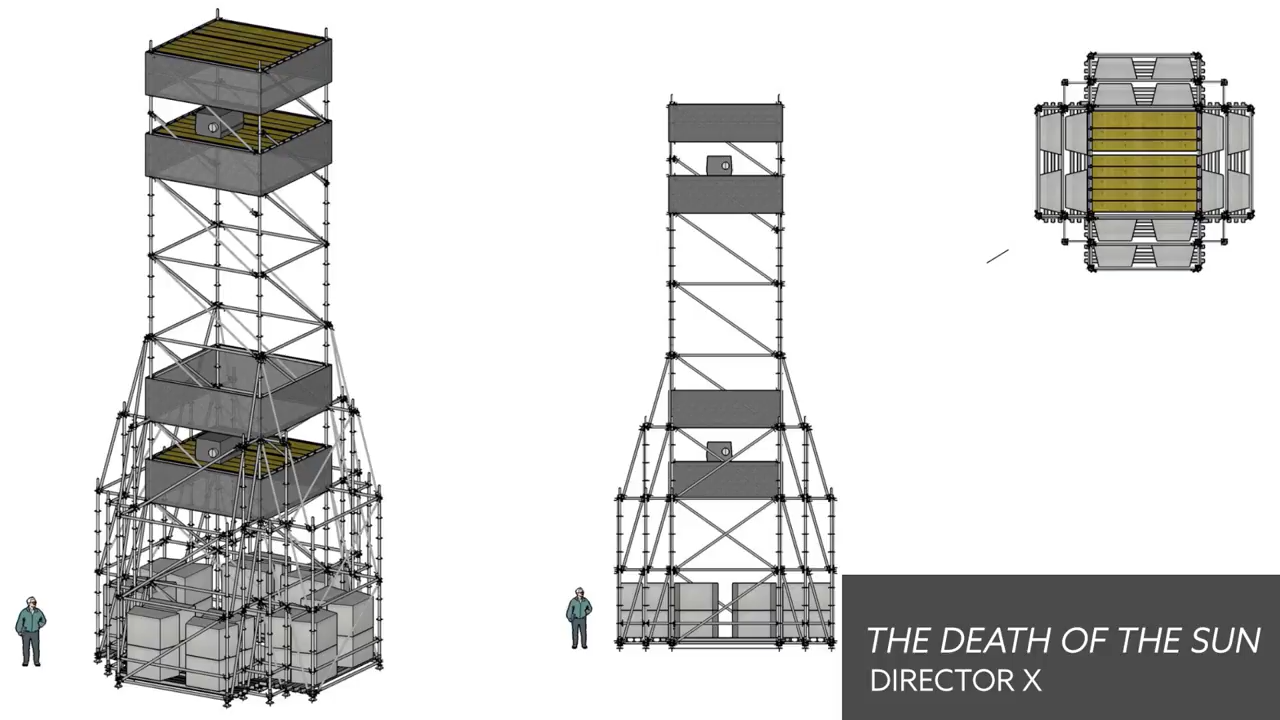 THE DEATH OF THE SUN
DIRECTOR X